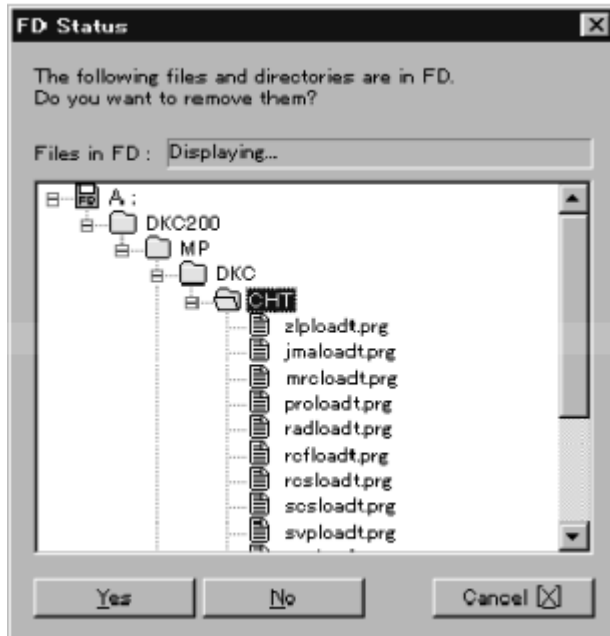 FD Status
The following files and directories are in FD.
Do you want to remove them?
Files in FD : Displaying...
A :
DKC200
MP
DKC
CHT
zlploadt.prg
jmaloadt.prg
mrcloadt.prg
proloadt.prg
radloadt.prg
rcfloadt.prg
rcsloadt.prg
scsloadt.prg
svploadt.prg
Yes
No
Cancel [X]